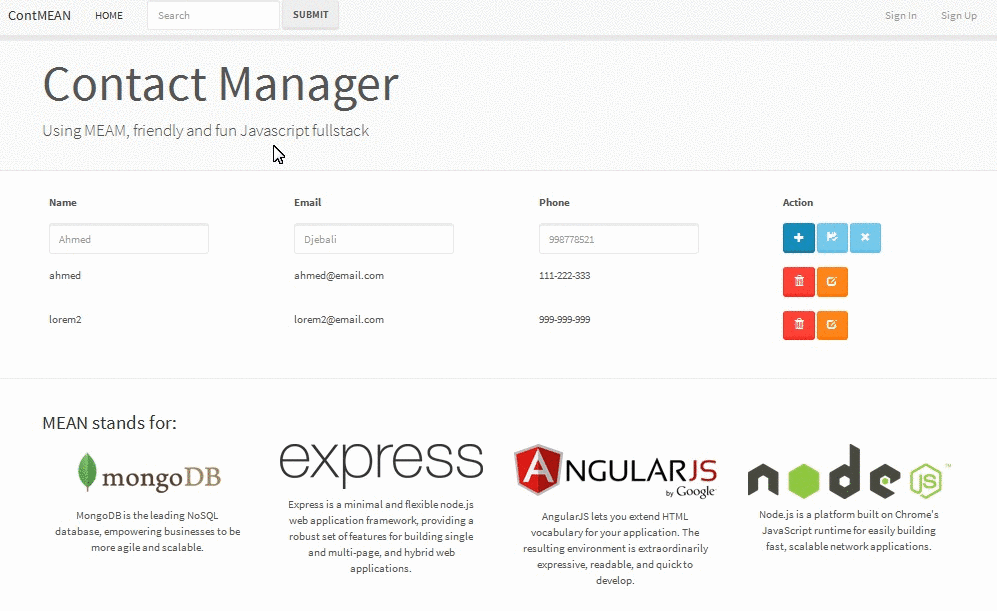 ContMEAN HOME Search SUBMIT Sign In Sign Up
Contact Manager
Using MEAM, friendly and fun Javascript fullstack
Name Email Phone Action
Ahmed Djebali 998778521
ahmed ahmed@email.com 111-222-333
lorem2 lorem2@email.com 999-999-999
MEAN stands for:
mongoDB
MongoDB is the leading NoSQL
database, empowering businesses to be
more agile and scalable.
express
Express is a minimal and flexible node.js
web application framework, providing a
robust set of features for building single
and multi-page, and hybrid web
applications.
ANGULARJS
by Google
AngularJS lets you extend HTML
vocabulary for your application. The
resulting environment is extraordinarily
expressive, readable, and quick to
develop.
node JS ™
Node.js is a platform built on Chrome's
JavaScript runtime for easily building
fast, scalable network applications.